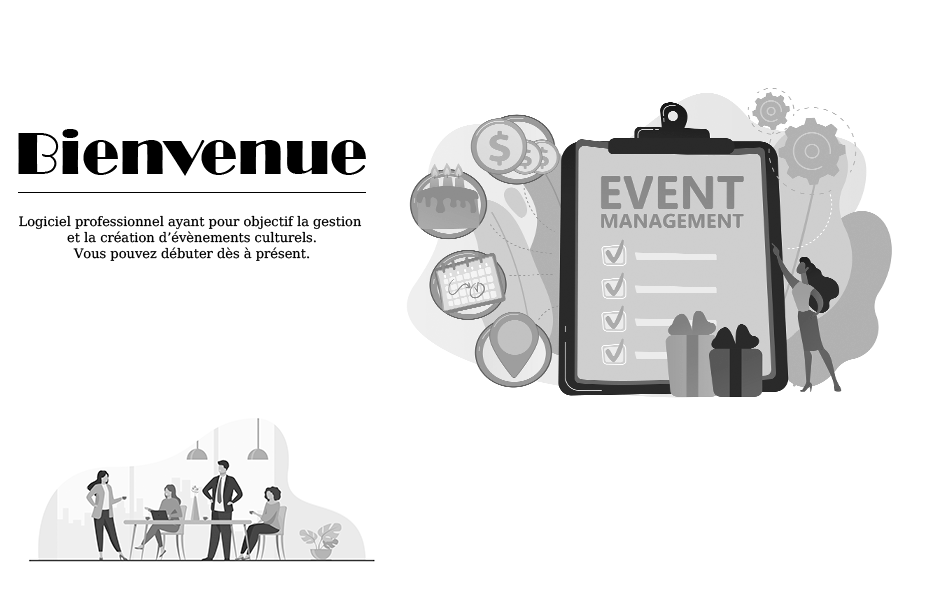 Bienvenue
Logiciel professionnel ayant pour objectif la gestion
et la création d’évènements culturels.
Vous pouvez débuter dès à présent.
EVENT
MANAGEMENT